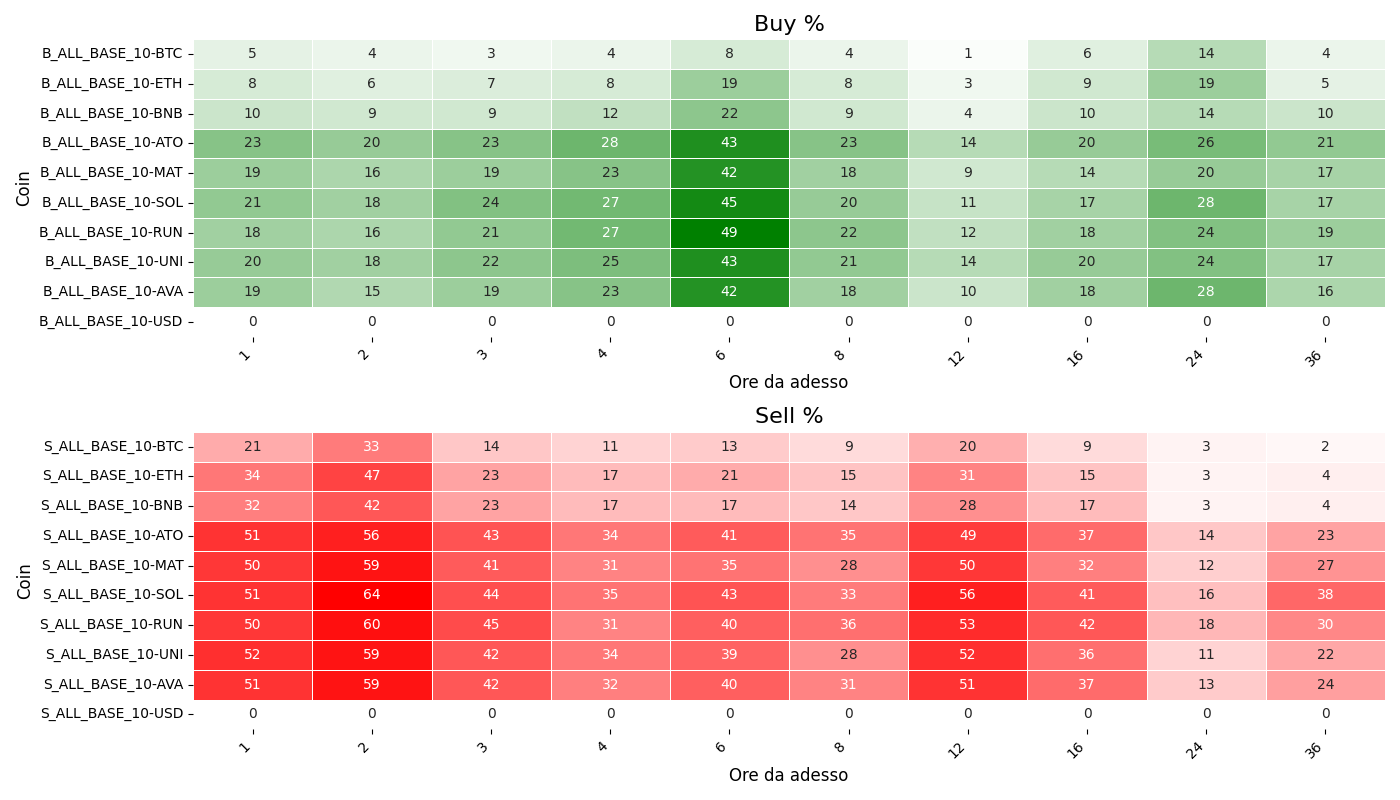 Buy %
Coin
B_ALL_BASE_10-BTC 5 4 3 4 8 4 1 6 14 4
B_ALL_BASE_10-ETH 8 6 7 8 19 8 3 9 19 5
B_ALL_BASE_10-BNB 10 9 9 12 22 9 4 10 14 10
B_ALL_BASE_10-ATO 23 20 23 28 43 23 14 20 26 21
B_ALL_BASE_10-MAT 19 16 19 23 42 18 9 14 20 17
B_ALL_BASE_10-SOL 21 18 24 27 45 20 11 17 28 17
B_ALL_BASE_10-RUN 18 16 21 27 49 22 12 18 24 19
B_ALL_BASE_10-UNI 20 18 22 25 43 21 14 20 24 17
B_ALL_BASE_10-AVA 19 15 19 23 42 18 10 18 28 16
B_ALL_BASE_10-USD 0 0 0 0 0 0 0 0 0 0
1 2 3 4 6 8 12 16 24 36
Ore da adesso
Sell %
Coin
S_ALL_BASE_10-BTC 21 33 14 11 13 9 20 9 3 2
S_ALL_BASE_10-ETH 34 47 23 17 21 15 31 15 3 4
S_ALL_BASE_10-BNB 32 42 23 17 17 14 28 17 3 4
S_ALL_BASE_10-ATO 51 56 43 34 41 35 49 37 14 23
S_ALL_BASE_10-MAT 50 59 41 31 35 28 50 32 12 27
S_ALL_BASE_10-SOL 51 64 44 35 43 33 56 41 16 38
S_ALL_BASE_10-RUN 50 60 45 31 40 36 53 42 18 30
S_ALL_BASE_10-UNI 52 59 42 34 39 28 52 36 11 22
S_ALL_BASE_10-AVA 51 59 42 32 40 31 51 37 13 24
S_ALL_BASE_10-USD 0 0 0 0 0 0 0 0 0 0
1 2 3 4 6 8 12 16 24 36
Ore da adesso